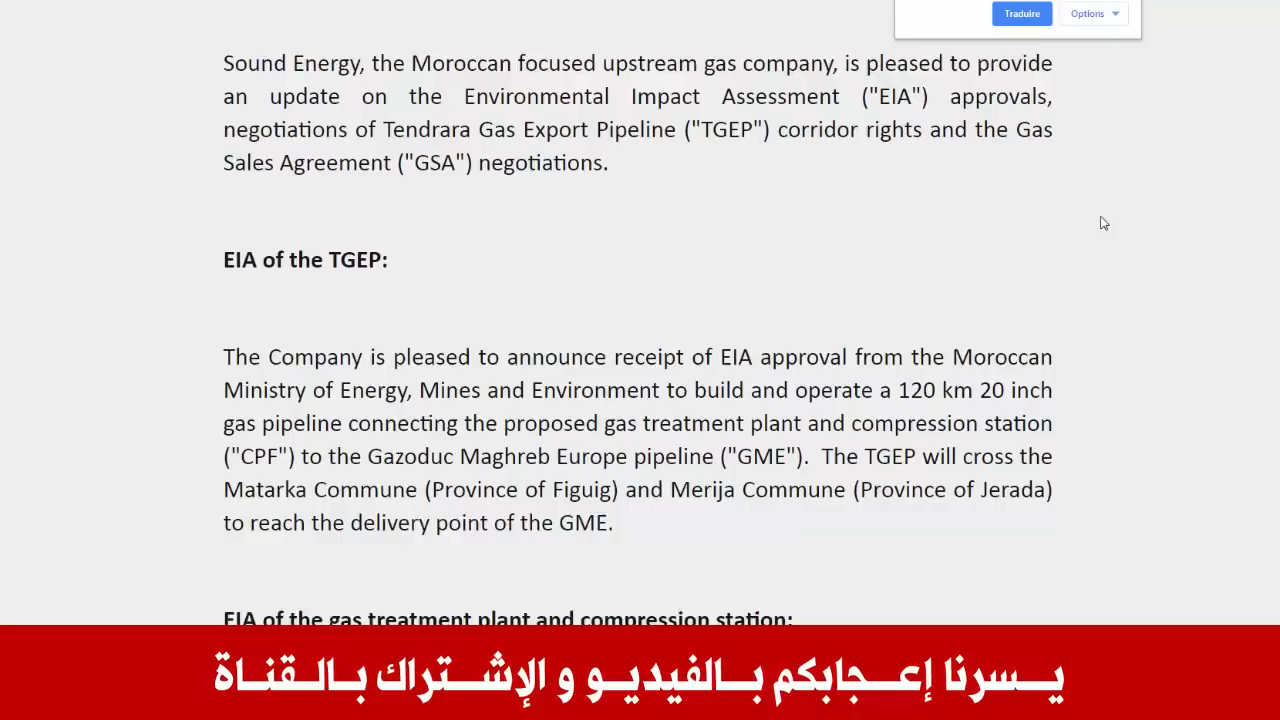 Traduire
Options
Sound Energy, the Moroccan focused upstream gas company, is pleased to provide
an update on the Environmental Impact Assessment ("EIA") approvals,
negotiations of Tendrara Gas Export Pipeline ("TGEP") corridor rights and the Gas
Sales Agreement ("GSA") negotiations.
EIA of the TGEP:
The Company is pleased to announce receipt of EIA approval from the Moroccan
Ministry of Energy, Mines and Environment to build and operate a 120 km 20 inch
gas pipeline connecting the proposed gas treatment plant and compression station
("CPF") to the Gazoduc Maghreb Europe pipeline ("GME").  The TGEP will cross the
Matarka Commune (Province of Figuig) and Merija Commune (Province of Jerada)
to reach the delivery point of the GME.
EIA of the gas treatment plant and compression station:
يــسرنا إعـجابكم بـالفيديـو و الإشـتراك بـالـقنـاة